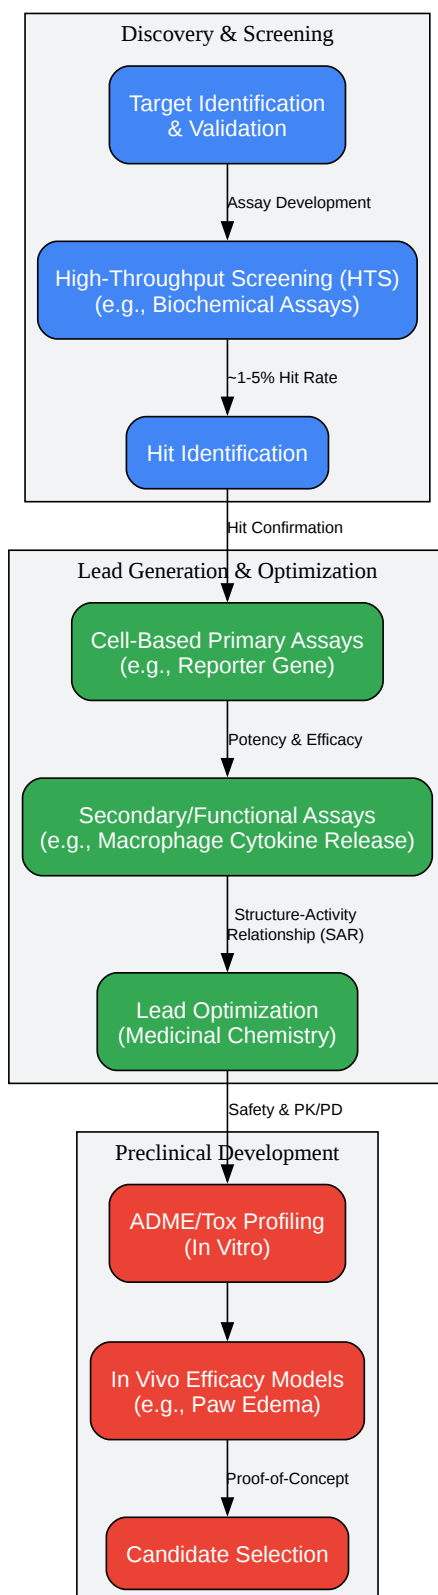 Discovery & Screening
Target Identification
& Validation
Assay Development
High-Throughput Screening (HTS)
(e.g., Biochemical Assays)
~1-5% Hit Rate
Hit Identification
Hit Confirmation
Lead Generation & Optimization
Cell-Based Primary Assays
(e.g., Reporter Gene)
Potency & Efficacy
Secondary/Functional Assays
(e.g., Macrophage Cytokine Release)
Structure-Activity
Relationship (SAR)
Lead Optimization
(Medicinal Chemistry)
Safety & PK/PD
Preclinical Development
ADME/Tox Profiling
(In Vitro)
In Vivo Efficacy Models
(e.g., Paw Edema)
Proof-of-Concept
Candidate Selection